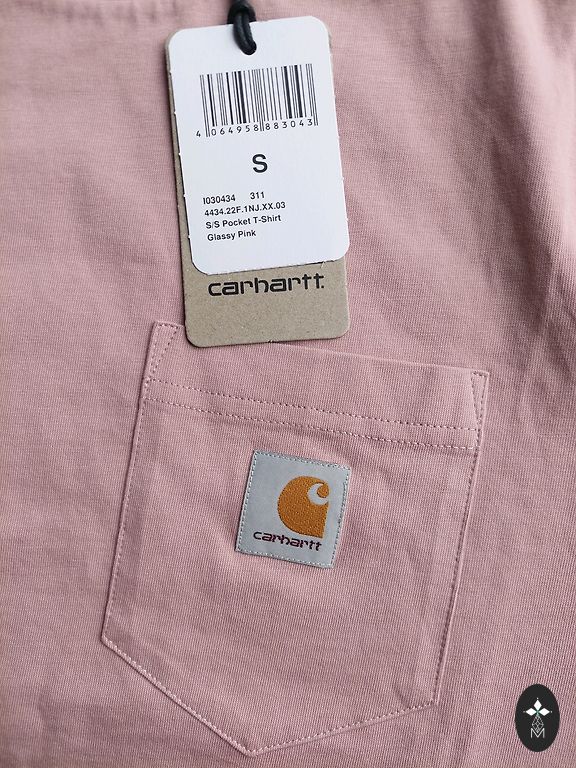 4 064958 883043
S
I030434 311
4434.22F.1NJ.XX.03
S/S Pocket T-Shirt
Glassy Pink
carhartt.
carhartt
M